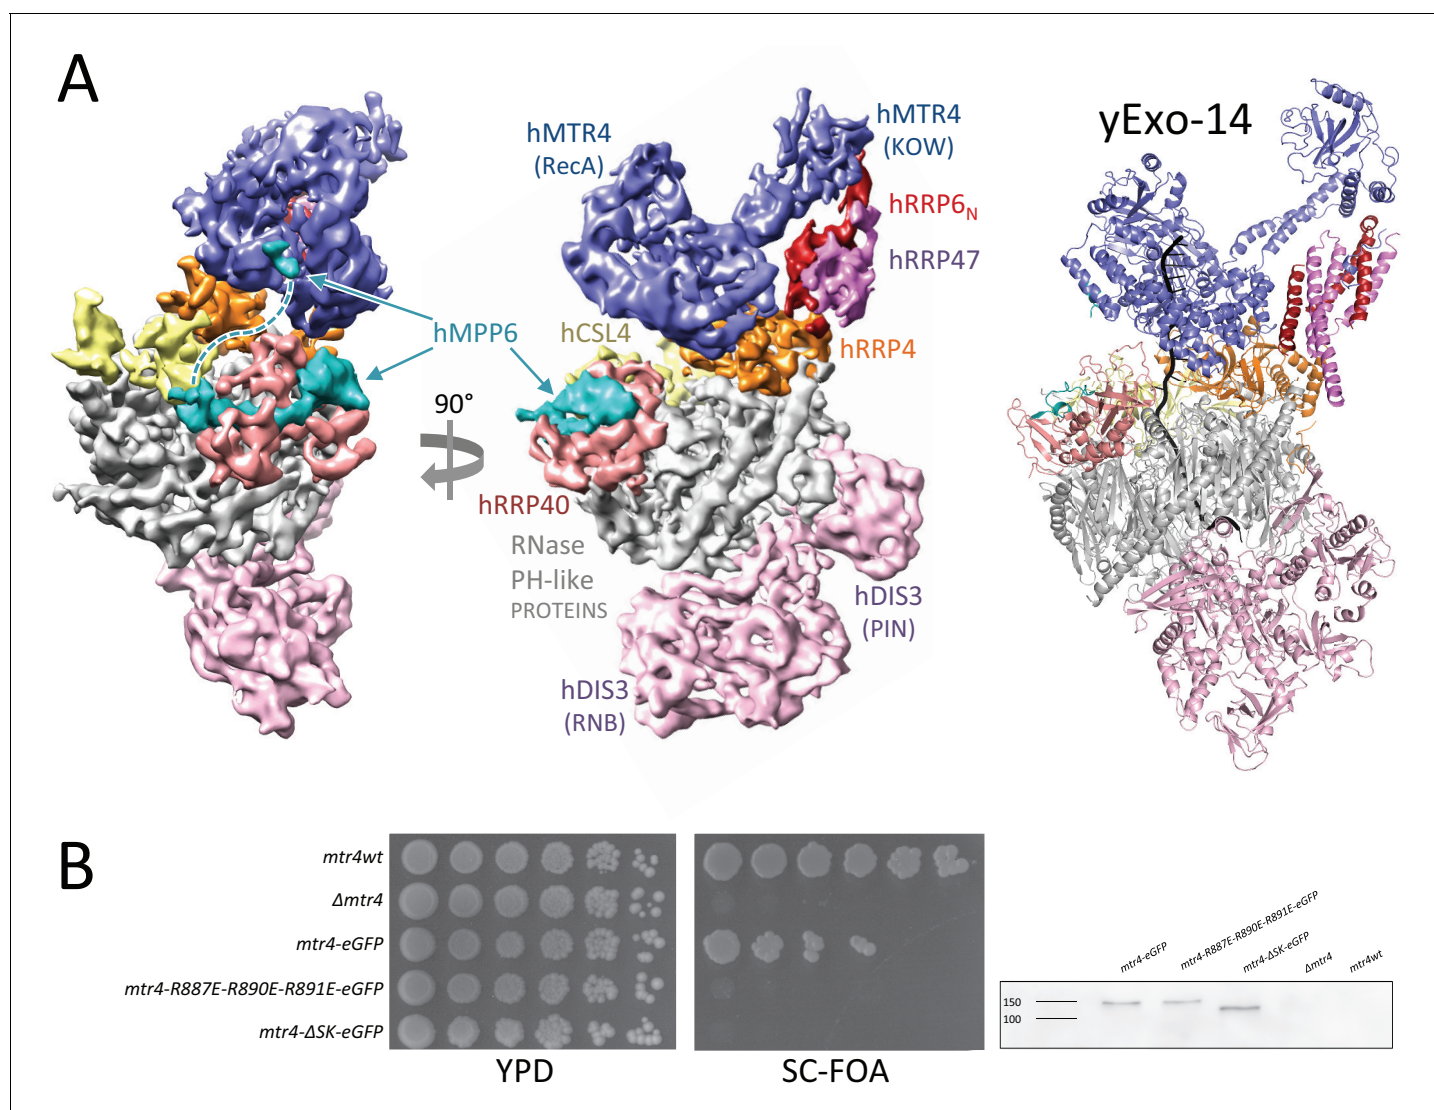 A
hMTR4
(RecA)
hMTR4
(KOW)
yExo-14
hRRP6N
hRRP47
hMPP6
hCSL4
hRRP4
90°
hRRP40
RNase
PH-like
PROTEINS
hDIS3
(PIN)
hDIS3
(RNB)
B
mtr4wt
Δmtr4
mtr4-eGFP
mtr4-R887E-R890E-R891E-eGFP
mtr4-ΔSK-eGFP
YPD
SC-FOA
mtr4-eGFP
mtr4-R887E-R890E-R891E-eGFP
mtr4-ΔSK-eGFP
Δmtr4
mtr4wt
150
100